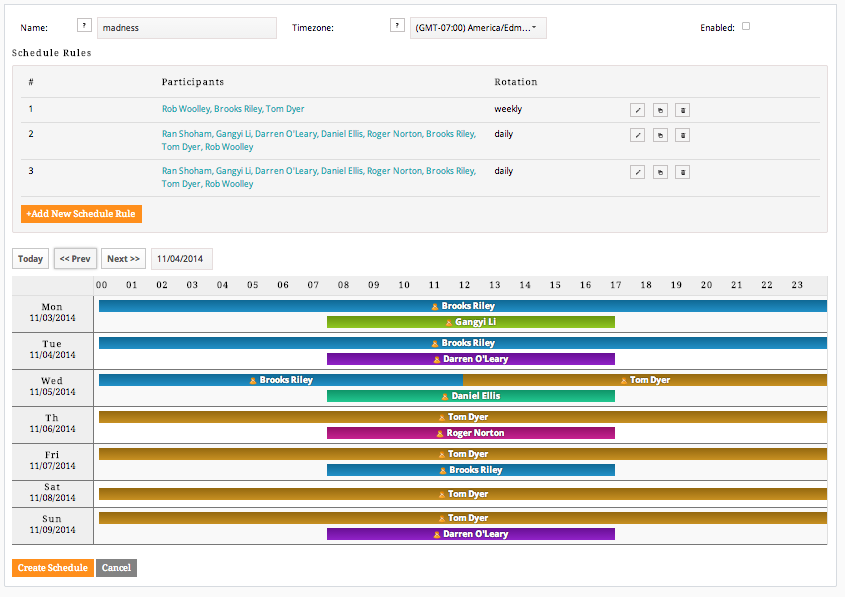 Name: ? madness Timezone: ? (GMT-07:00) America/Edm... Enabled:
Schedule Rules
# Participants Rotation
1 Rob Woolley, Brooks Riley, Tom Dyer weekly
2 Ran Shoham, Gangyi Li, Darren O'Leary, Daniel Ellis, Roger Norton, Brooks Riley, daily
Tom Dyer, Rob Woolley
3 Ran Shoham, Gangyi Li, Darren O'Leary, Daniel Ellis, Roger Norton, Brooks Riley, daily
Tom Dyer, Rob Woolley
+Add New Schedule Rule
Today << Prev Next >> 11/04/2014
00 01 02 03 04 05 06 07 08 09 10 11 12 13 14 15 16 17 18 19 20 21 22 23
Mon Brooks Riley
11/03/2014 Gangyi Li
Tue Brooks Riley
11/04/2014 Darren O'Leary
Wed Brooks Riley Tom Dyer
11/05/2014 Daniel Ellis
Th Tom Dyer
11/06/2014 Roger Norton
Fri Tom Dyer
11/07/2014 Brooks Riley
Sat Tom Dyer
11/08/2014
Sun Tom Dyer
11/09/2014 Darren O'Leary
Create Schedule Cancel